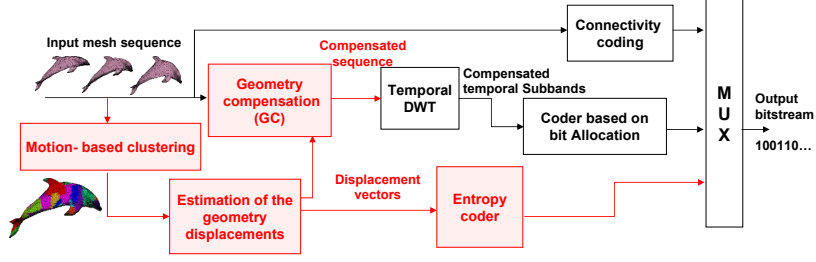 Input mesh sequence
Connectivity
coding
Compensated
sequence
Geometry
compensation
(GC)
Temporal
DWT
Compensated
temporal Subbands
Coder based on
bit Allocation
M
U
X
Output
bitstream
100110…
Motion- based clustering
Estimation of the
geometry
displacements
Displacement
vectors
Entropy
coder